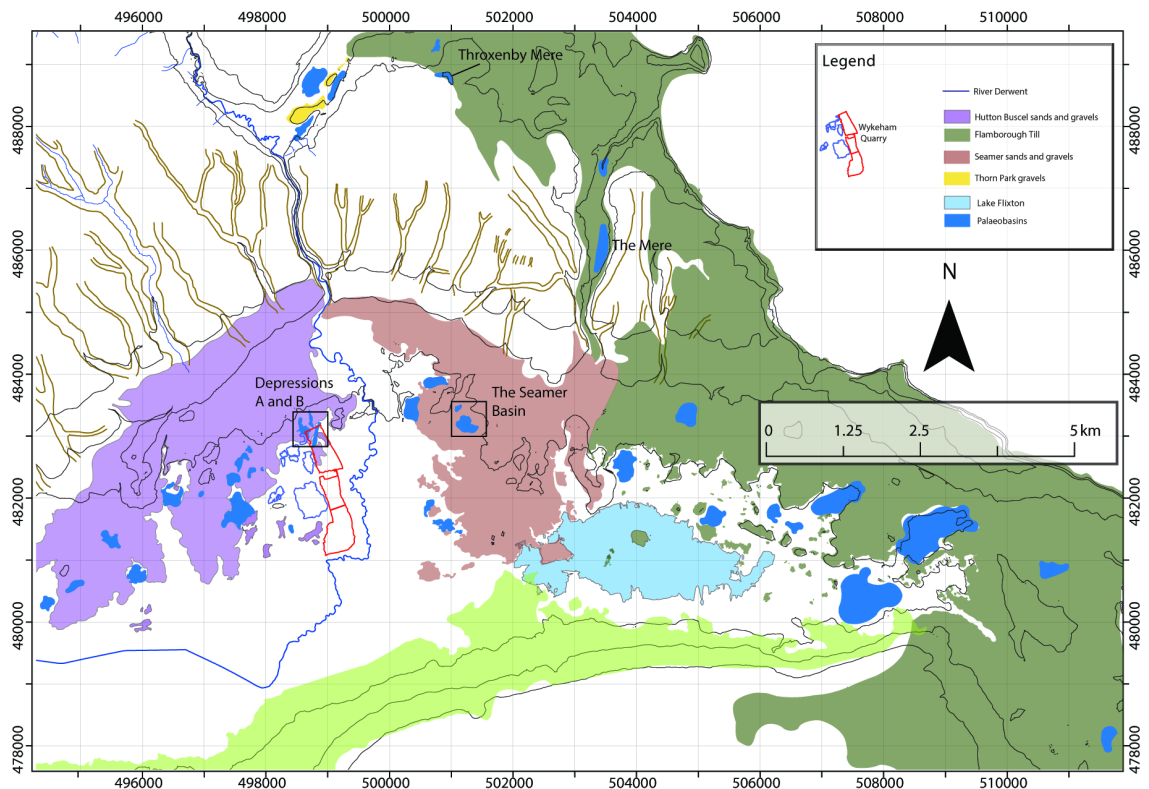 496000 498000 500000 502000 504000 506000 508000 510000
Throxenby Mere
Legend
River Derwent
Hutton Buscel sands and gravels
Flamborough Till
Seamer sands and gravels
Thorn Park gravels
Lake Flixton
Palaeobasins
Wykeham
Quarry
488000
488000
The Mere
486000
486000
N
484000
484000
Depressions
A and B
The Seamer
Basin
0 1.25 2.5 5 km
482000
482000
480000
480000
478000
478000
496000 498000 500000 502000 504000 506000 508000 510000